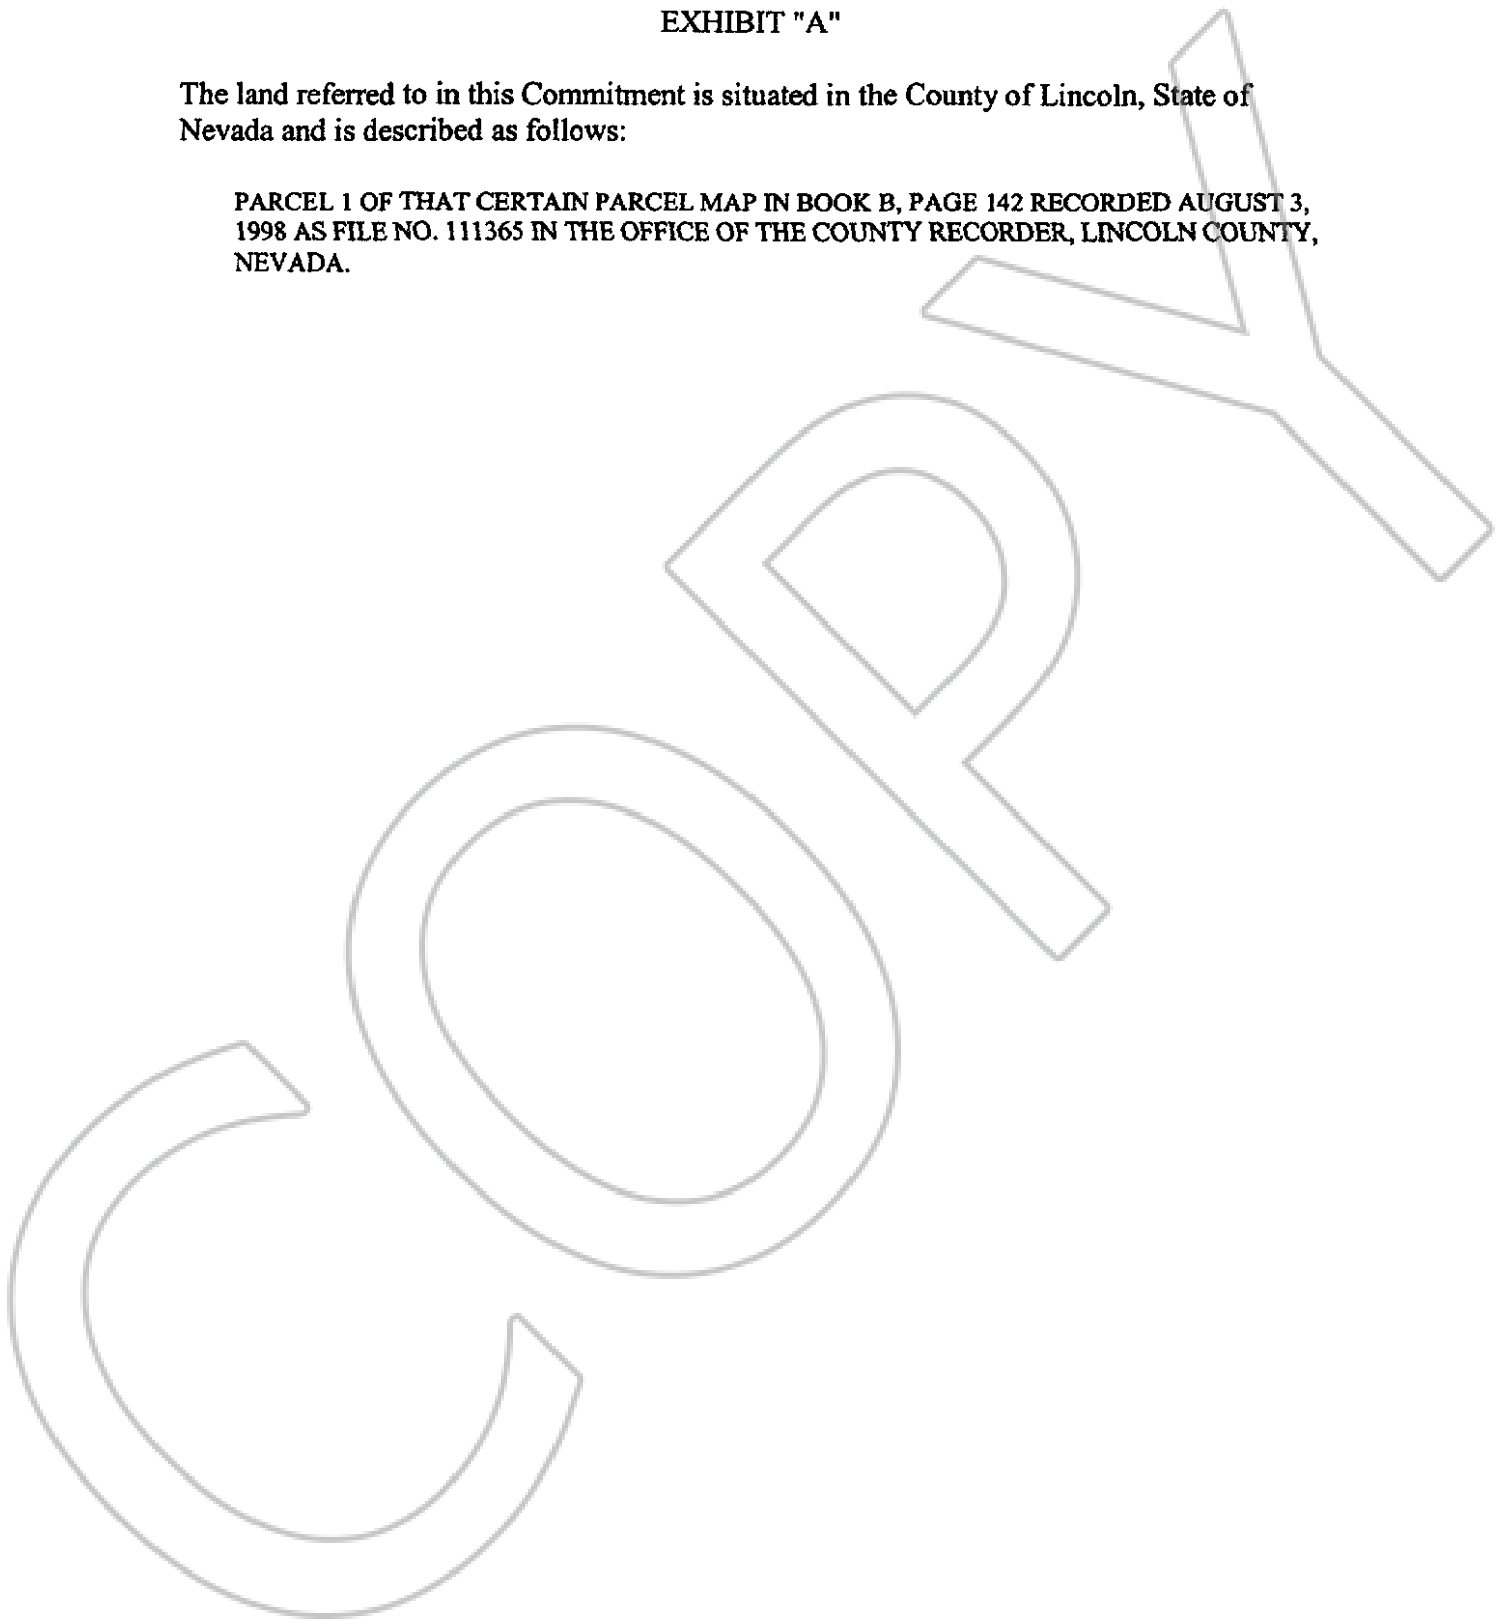 EXHIBIT "A"
The land referred to in this Commitment is situated in the County of Lincoln, State of
Nevada and is described as follows:
PARCEL 1 OF THAT CERTAIN PARCEL MAP IN BOOK B, PAGE 142 RECORDED AUGUST 3,
1998 AS FILE NO. 111365 IN THE OFFICE OF THE COUNTY RECORDER, LINCOLN COUNTY,
NEVADA.
COPY